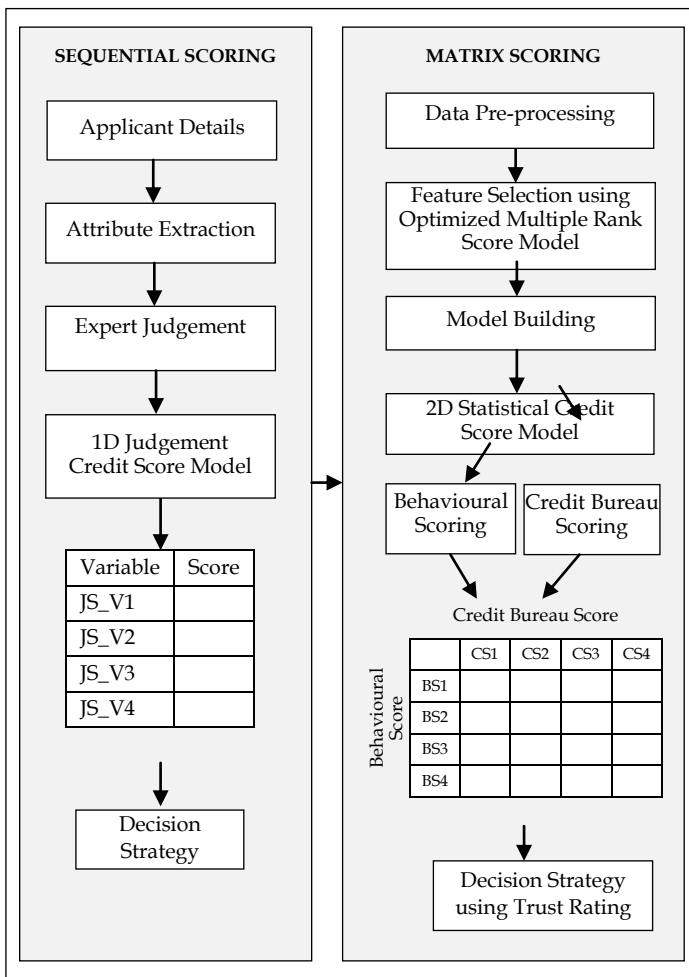 SEQUENTIAL SCORING
Applicant Details
Attribute Extraction
Expert Judgement
1D Judgement
Credit Score Model
Variable Score
JS_V1
JS_V2
JS_V3
JS_V4
Decision
Strategy
MATRIX SCORING
Data Pre-processing
Feature Selection using
Optimized Multiple Rank
Score Model
Model Building
2D Statistical Credit
Score Model
Behavioural
Scoring
Credit Bureau
Scoring
Credit Bureau Score
Behavioural
Score
CS1 CS2 CS3 CS4
BS1
BS2
BS3
BS4
Decision Strategy
using Trust Rating